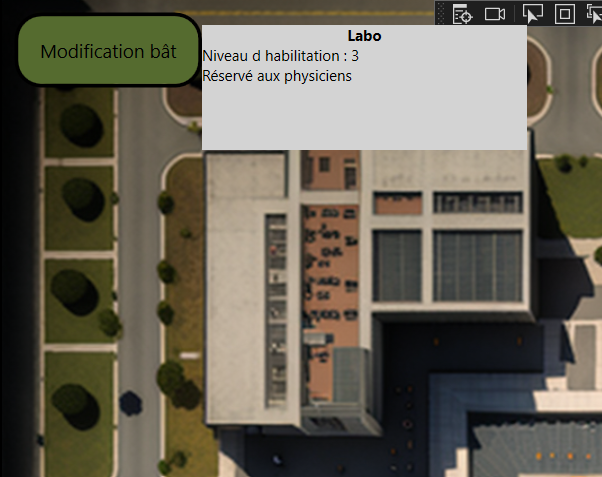 Modification bât
Labo
Niveau d habilitation : 3
Réservé aux physiciens